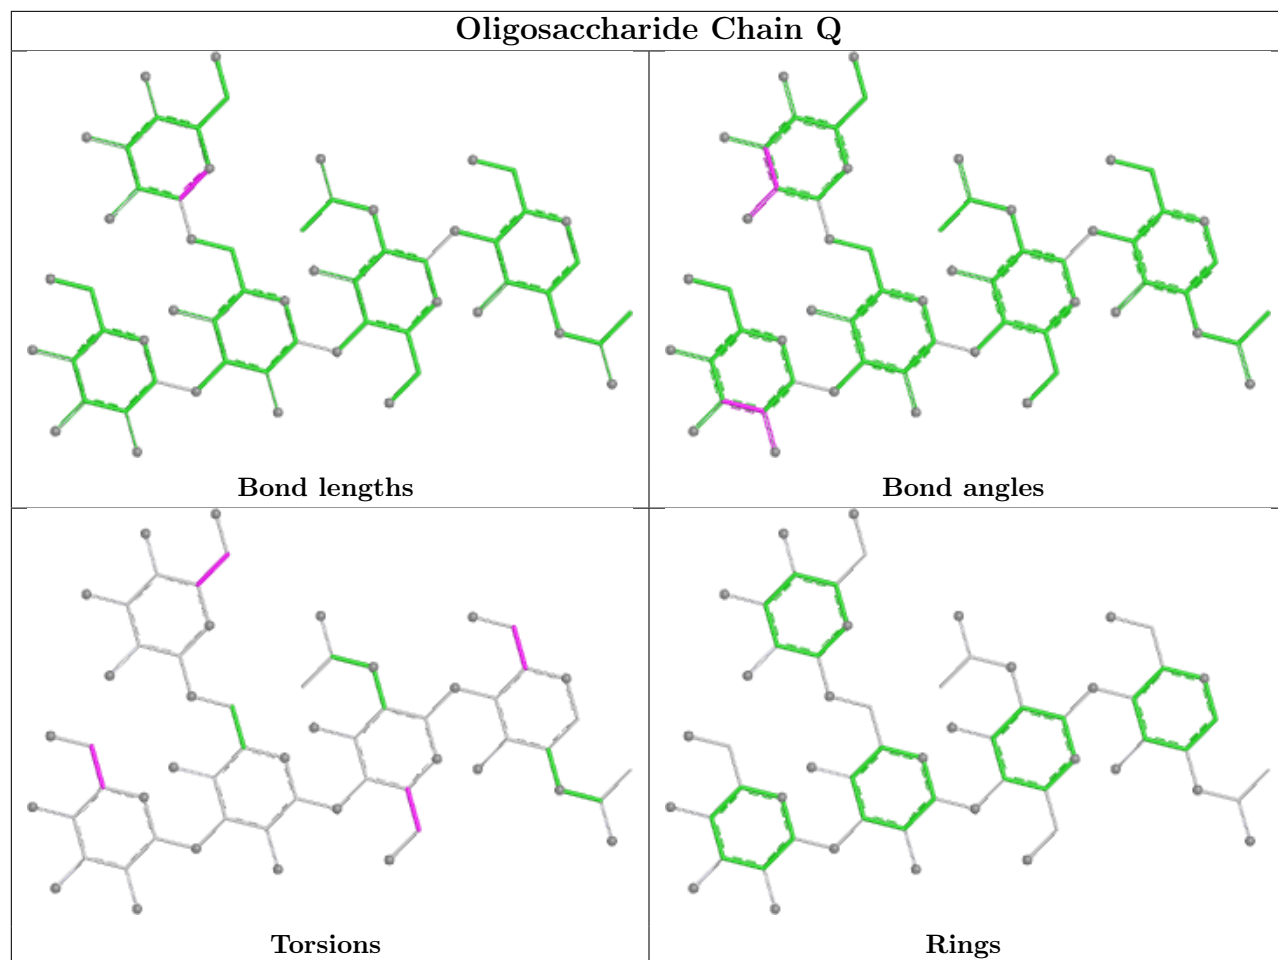 Oligosaccharide Chain Q
Bond lengths
Bond angles
Torsions
Rings